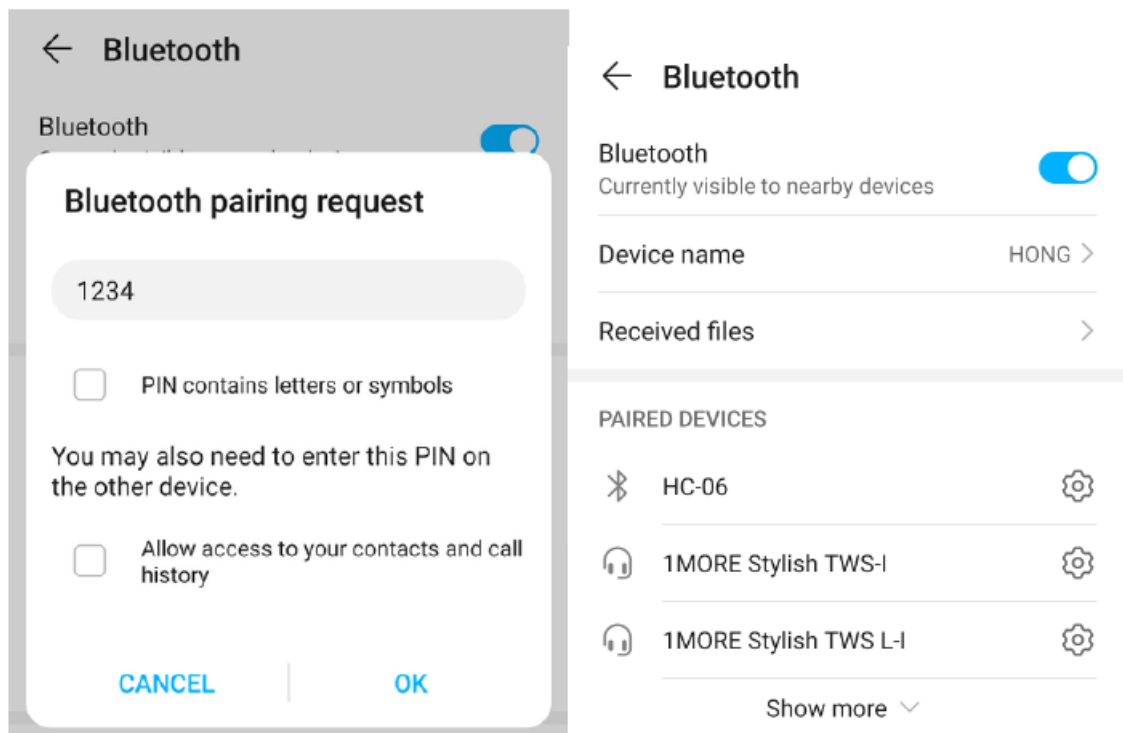 Bluetooth
Bluetooth
Bluetooth pairing request
1234
PIN contains letters or symbols
You may also need to enter this PIN on
the other device.
Allow access to your contacts and call
history
CANCEL
OK
Bluetooth
Bluetooth
Currently visible to nearby devices
Device name HONG
Received files
PAIRED DEVICES
HC-06
1MORE Stylish TWS-I
1MORE Stylish TWS L-I
Show more